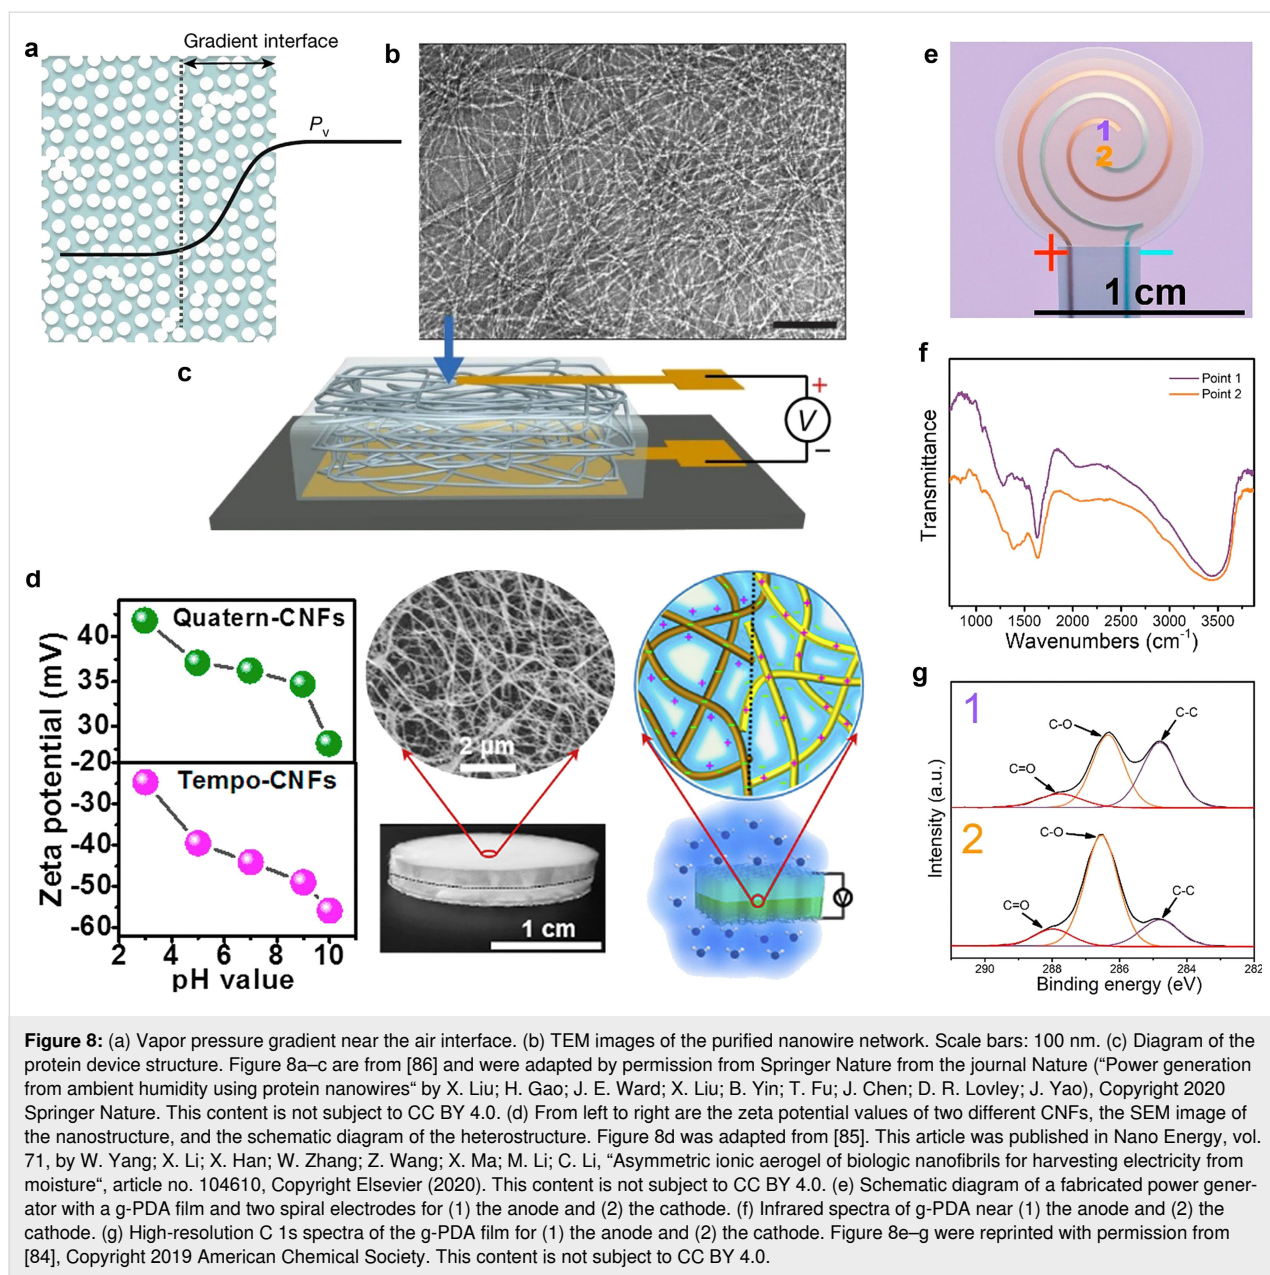 a
Gradient interface
Pv
b
c
+
V
−
d
Zeta potential (mV)
40
35
30
-20
-30
-40
-50
-60
Quatern-CNFs
Tempo-CNFs
2 4 6 8 10
pH value
2 µm
1 cm
V
e
1
2
+ −
1 cm
f
Transmittance
Point 1
Point 2
1000 1500 2000 2500 3000 3500
Wavenumbers (cm-1)
g
Intensity (a.u.)
1
C-O
C-C
C=O
2
C-O
C-C
C=O
290 288 286 284 282
Binding energy (eV)
Figure 8: (a) Vapor pressure gradient near the air interface. (b) TEM images of the purified nanowire network. Scale bars: 100 nm. (c) Diagram of the
protein device structure. Figure 8a–c are from [86] and were adapted by permission from Springer Nature from the journal Nature (“Power generation
from ambient humidity using protein nanowires“ by X. Liu; H. Gao; J. E. Ward; X. Liu; B. Yin; T. Fu; J. Chen; D. R. Lovley; J. Yao), Copyright 2020
Springer Nature. This content is not subject to CC BY 4.0. (d) From left to right are the zeta potential values of two different CNFs, the SEM image of
the nanostructure, and the schematic diagram of the heterostructure. Figure 8d was adapted from [85]. This article was published in Nano Energy, vol.
71, by W. Yang; X. Li; X. Han; W. Zhang; Z. Wang; X. Ma; M. Li; C. Li, “Asymmetric ionic aerogel of biologic nanofibrils for harvesting electricity from
moisture“, article no. 104610, Copyright Elsevier (2020). This content is not subject to CC BY 4.0. (e) Schematic diagram of a fabricated power gener-
ator with a g-PDA film and two spiral electrodes for (1) the anode and (2) the cathode. (f) Infrared spectra of g-PDA near (1) the anode and (2) the
cathode. (g) High-resolution C 1s spectra of the g-PDA film for (1) the anode and (2) the cathode. Figure 8e–g were reprinted with permission from
[84], Copyright 2019 American Chemical Society. This content is not subject to CC BY 4.0.